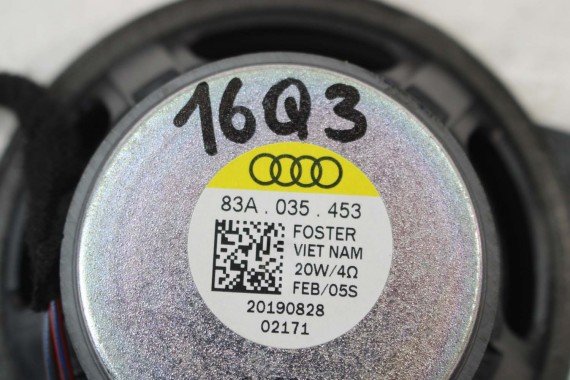 16Q3
83A . 035 . 453
FOSTER
VIET NAM
20W/4Ω
FEB/05S
20190828
02171